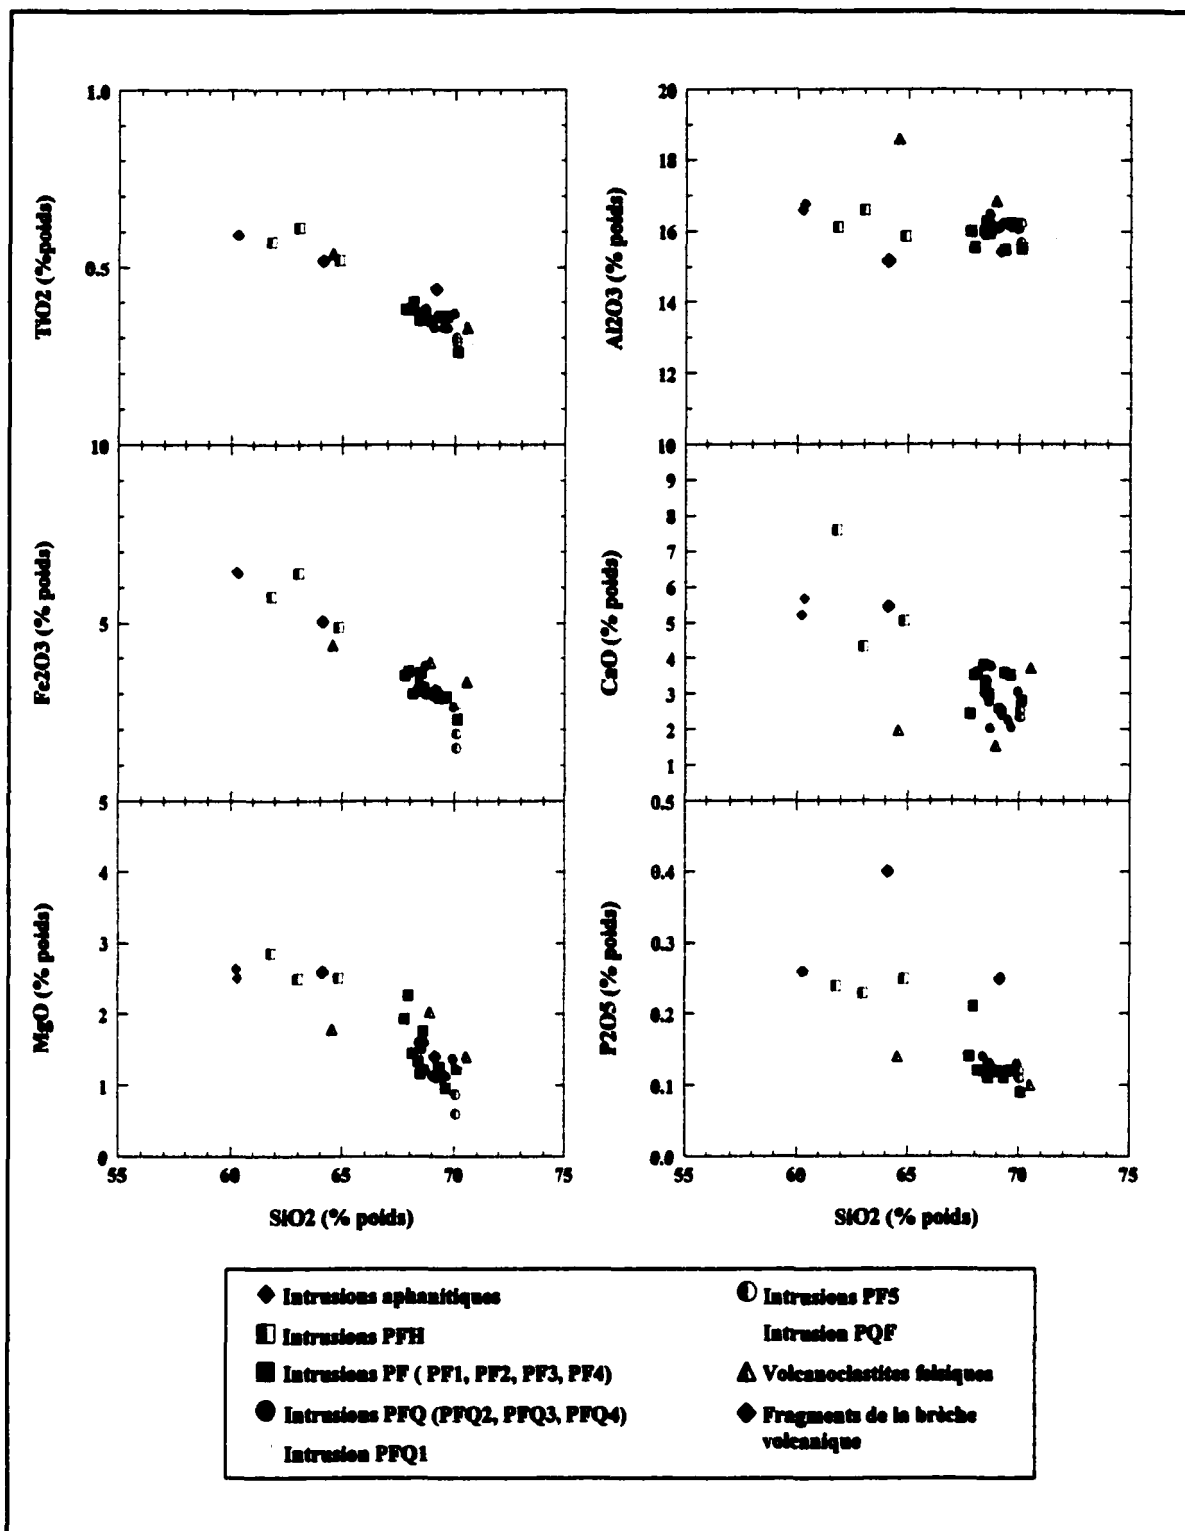 1.0
0.5
TiO2 (%poids)
20
18
16
14
12
Al2O3 (% poids)
10
5
Fe2O3 (% poids)
10
9
8
7
6
5
4
3
2
1
CaO (% poids)
5
4
3
2
1
0
MgO (% poids)
0.5
0.4
0.3
0.2
0.1
0.0
P2O5 (% poids)
55 60 65 70 75
SiO2 (% poids)
55 60 65 70 75
SiO2 (% poids)
Intrusions aphanitiques
Intrusions PFH
Intrusions PF ( PF1, PF2, PF3, PF4)
Intrusions PFQ (PFQ2, PFQ3, PFQ4)
Intrusion PFQ1
Intrusions PF5
Intrusion PQF
Volcanoclastites felsiques
Fragments de la brèche
volcanique